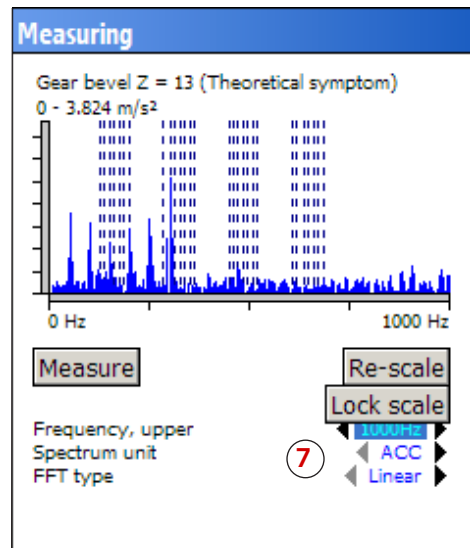 Measuring
Gear bevel Z = 13 (Theoretical symptom)
0 - 3.824 m/s²
0 Hz 1000 Hz
Measure Re-scale
Lock scale
Frequency, upper 1000Hz
Spectrum unit 7 ACC
FFT type Linear